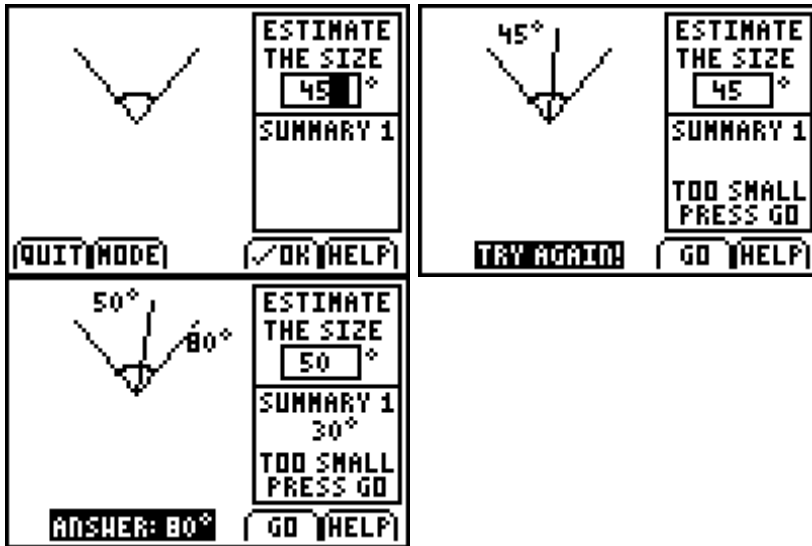 ESTIMATE
THE SIZE
45 °
SUMMARY 1
QUIT MODE ✓OK HELP
45°
ESTIMATE
THE SIZE
45 °
SUMMARY 1
TOO SMALL
PRESS GO
TRY AGAIN! GO HELP
50°
80°
ESTIMATE
THE SIZE
50 °
SUMMARY 1
30°
TOO SMALL
PRESS GO
ANSWER: 80° GO HELP